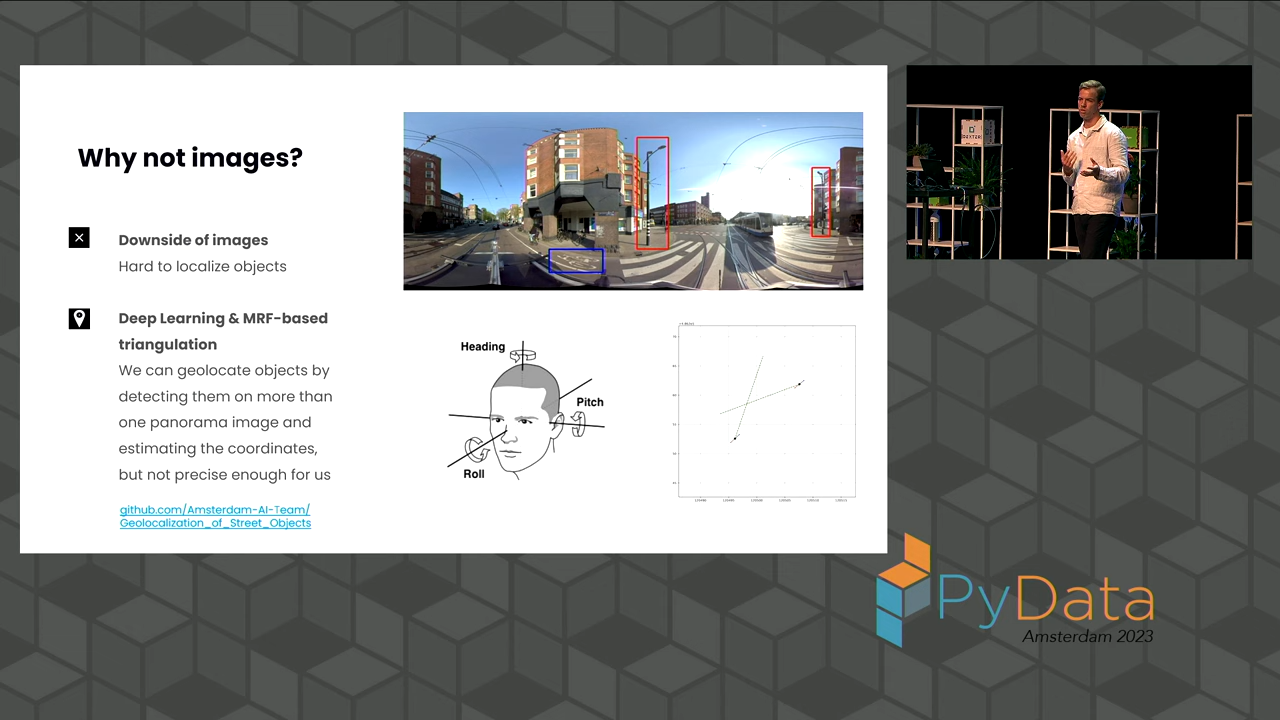 Why not images?
Downside of images
Hard to localize objects
Deep Learning & MRF-based
triangulation
We can geolocate objects by
detecting them on more than
one panorama image and
estimating the coordinates,
but not precise enough for us
github.com/Amsterdam-AI-Team/
Geolocalization_of_Street_Objects
Heading
Pitch
Roll
PyData
Amsterdam 2023